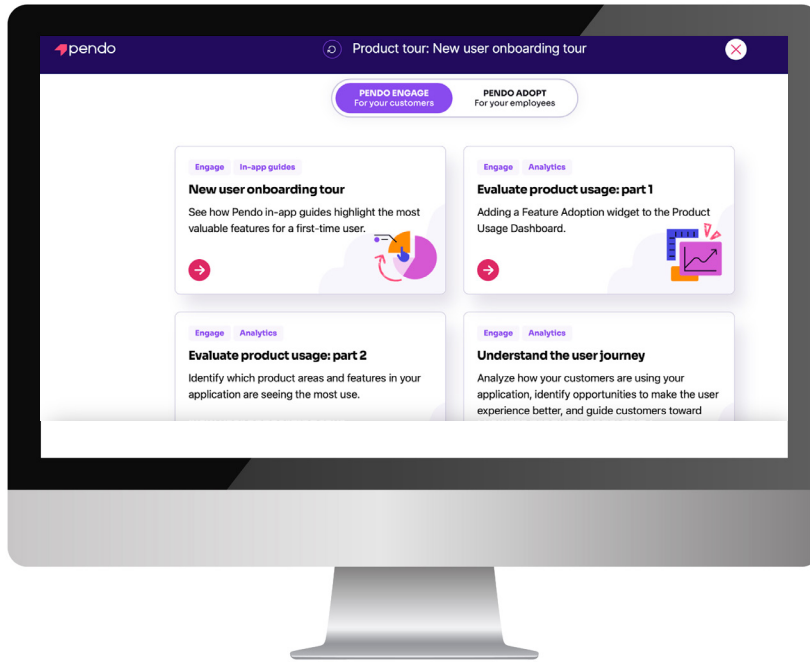 pendo
Product tour: New user onboarding tour
PENDO ENGAGE
For your customers
PENDO ADOPT
For your employees
Engage In-app guides
New user onboarding tour
See how Pendo in-app guides highlight the most
valuable features for a first-time user.
Engage Analytics
Evaluate product usage: part 1
Adding a Feature Adoption widget to the Product
Usage Dashboard.
Engage Analytics
Evaluate product usage: part 2
Identify which product areas and features in your
application are seeing the most use.
Engage Analytics
Understand the user journey
Analyze how your customers are using your
application, identify opportunities to make the user
experience better, and guide customers toward